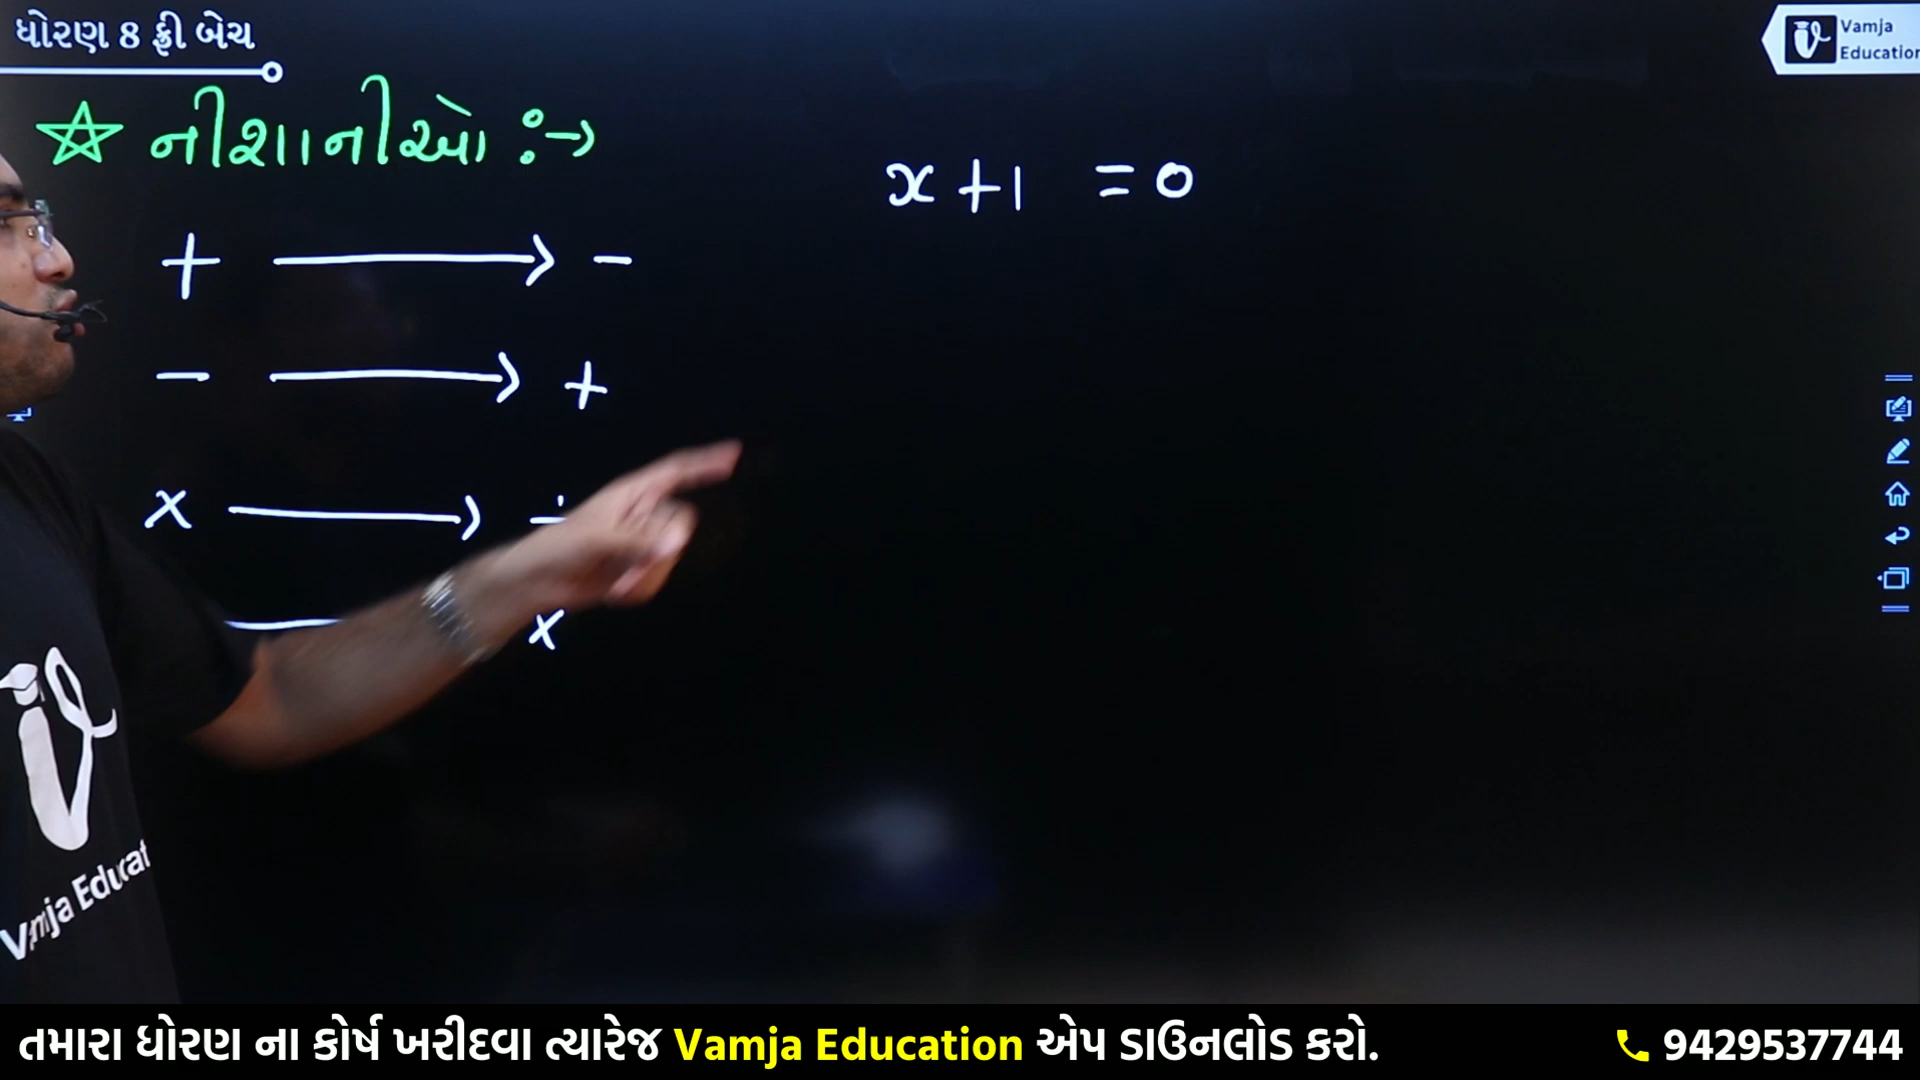 ધોરણ 8 ફ્રી બેચ
Vamja
Education
☆ નીશાનીઓ :→
x + 1 = 0
+ → -
- → +
x → ÷
x
Vamja Educat
તમારા ધોરણ ના કોર્ષ ખરીદવા ત્યારેજ Vamja Education એપ ડાઉનલોડ કરો.
9429537744